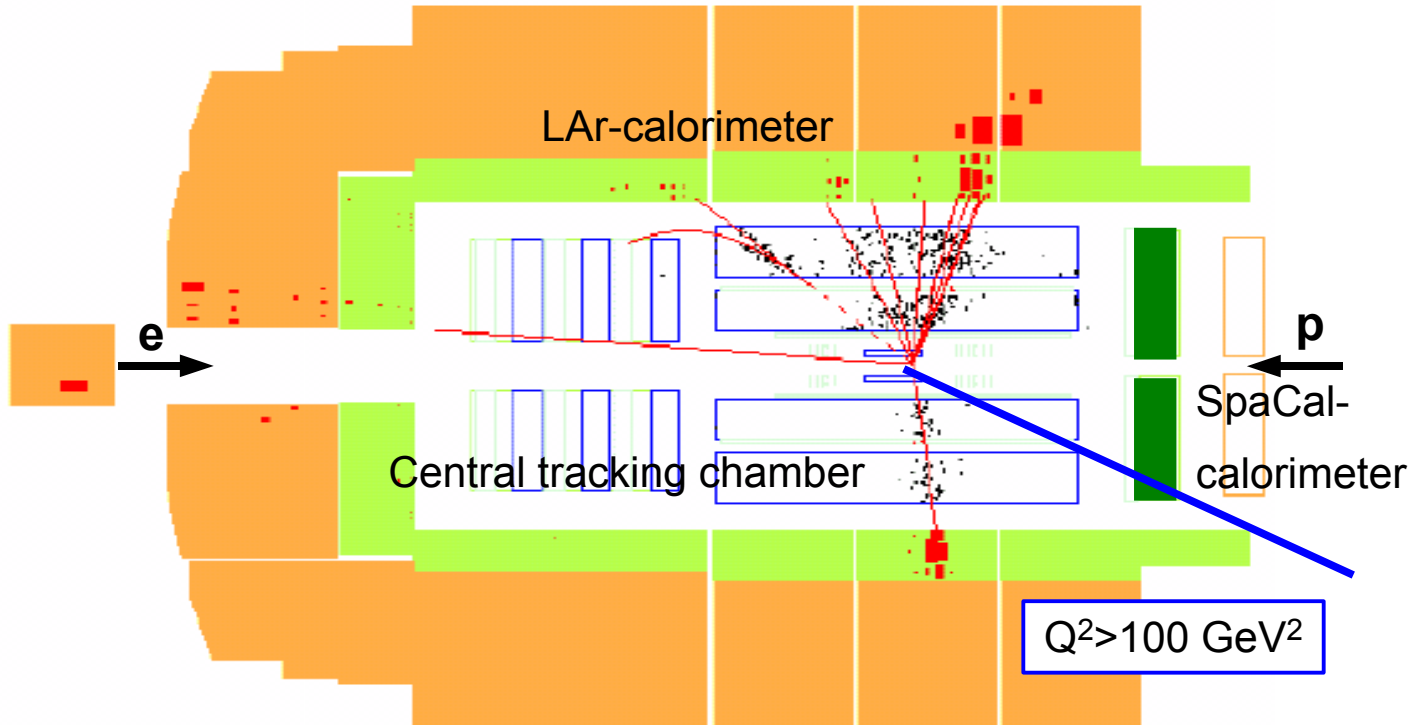 LAr-calorimeter
e
p
SpaCal-
calorimeter
Central tracking chamber
Q²>100 GeV²